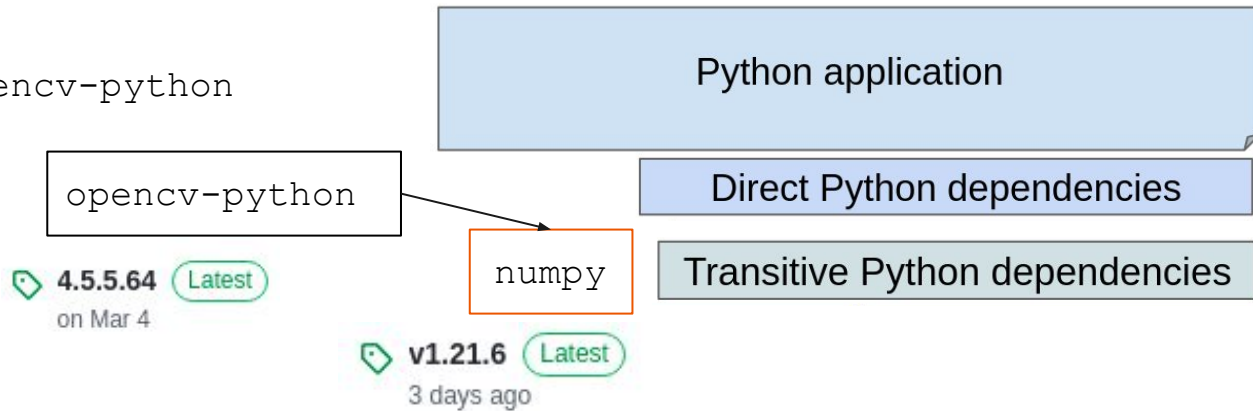 Python application
encv-python
opencv-python
Direct Python dependencies
numpy
Transitive Python dependencies
4.5.5.64 Latest
on Mar 4
v1.21.6 Latest
3 days ago